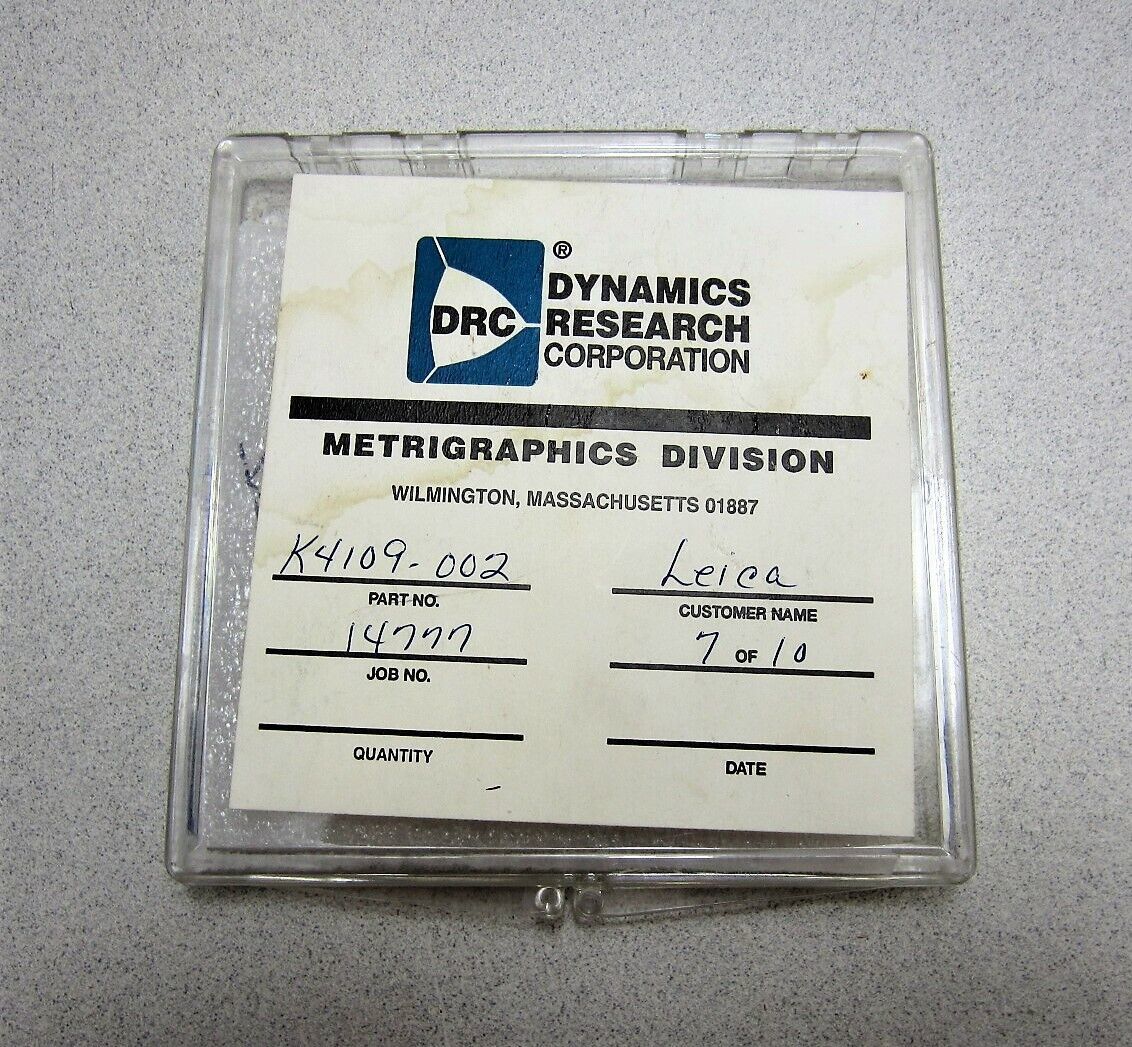 ®
DRC
DYNAMICS
RESEARCH
CORPORATION
METRIGRAPHICS DIVISION
WILMINGTON, MASSACHUSETTS 01887
K4109-002
PART NO.
Leica
CUSTOMER NAME
14777
JOB NO.
7 OF 10
QUANTITY
DATE